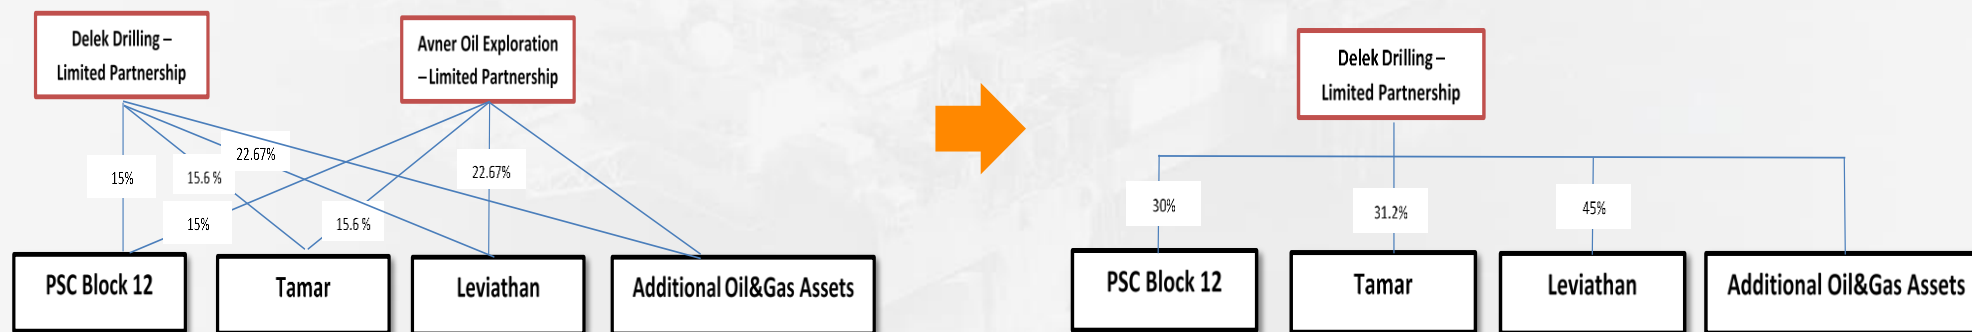 Delek Drilling –
Limited Partnership
Avner Oil Exploration
– Limited Partnership
22.67%
15%
15.6 %
22.67%
15%
15.6 %
PSC Block 12
Tamar
Leviathan
Additional Oil&Gas Assets
Delek Drilling –
Limited Partnership
30%
31.2%
45%
PSC Block 12
Tamar
Leviathan
Additional Oil&Gas Assets